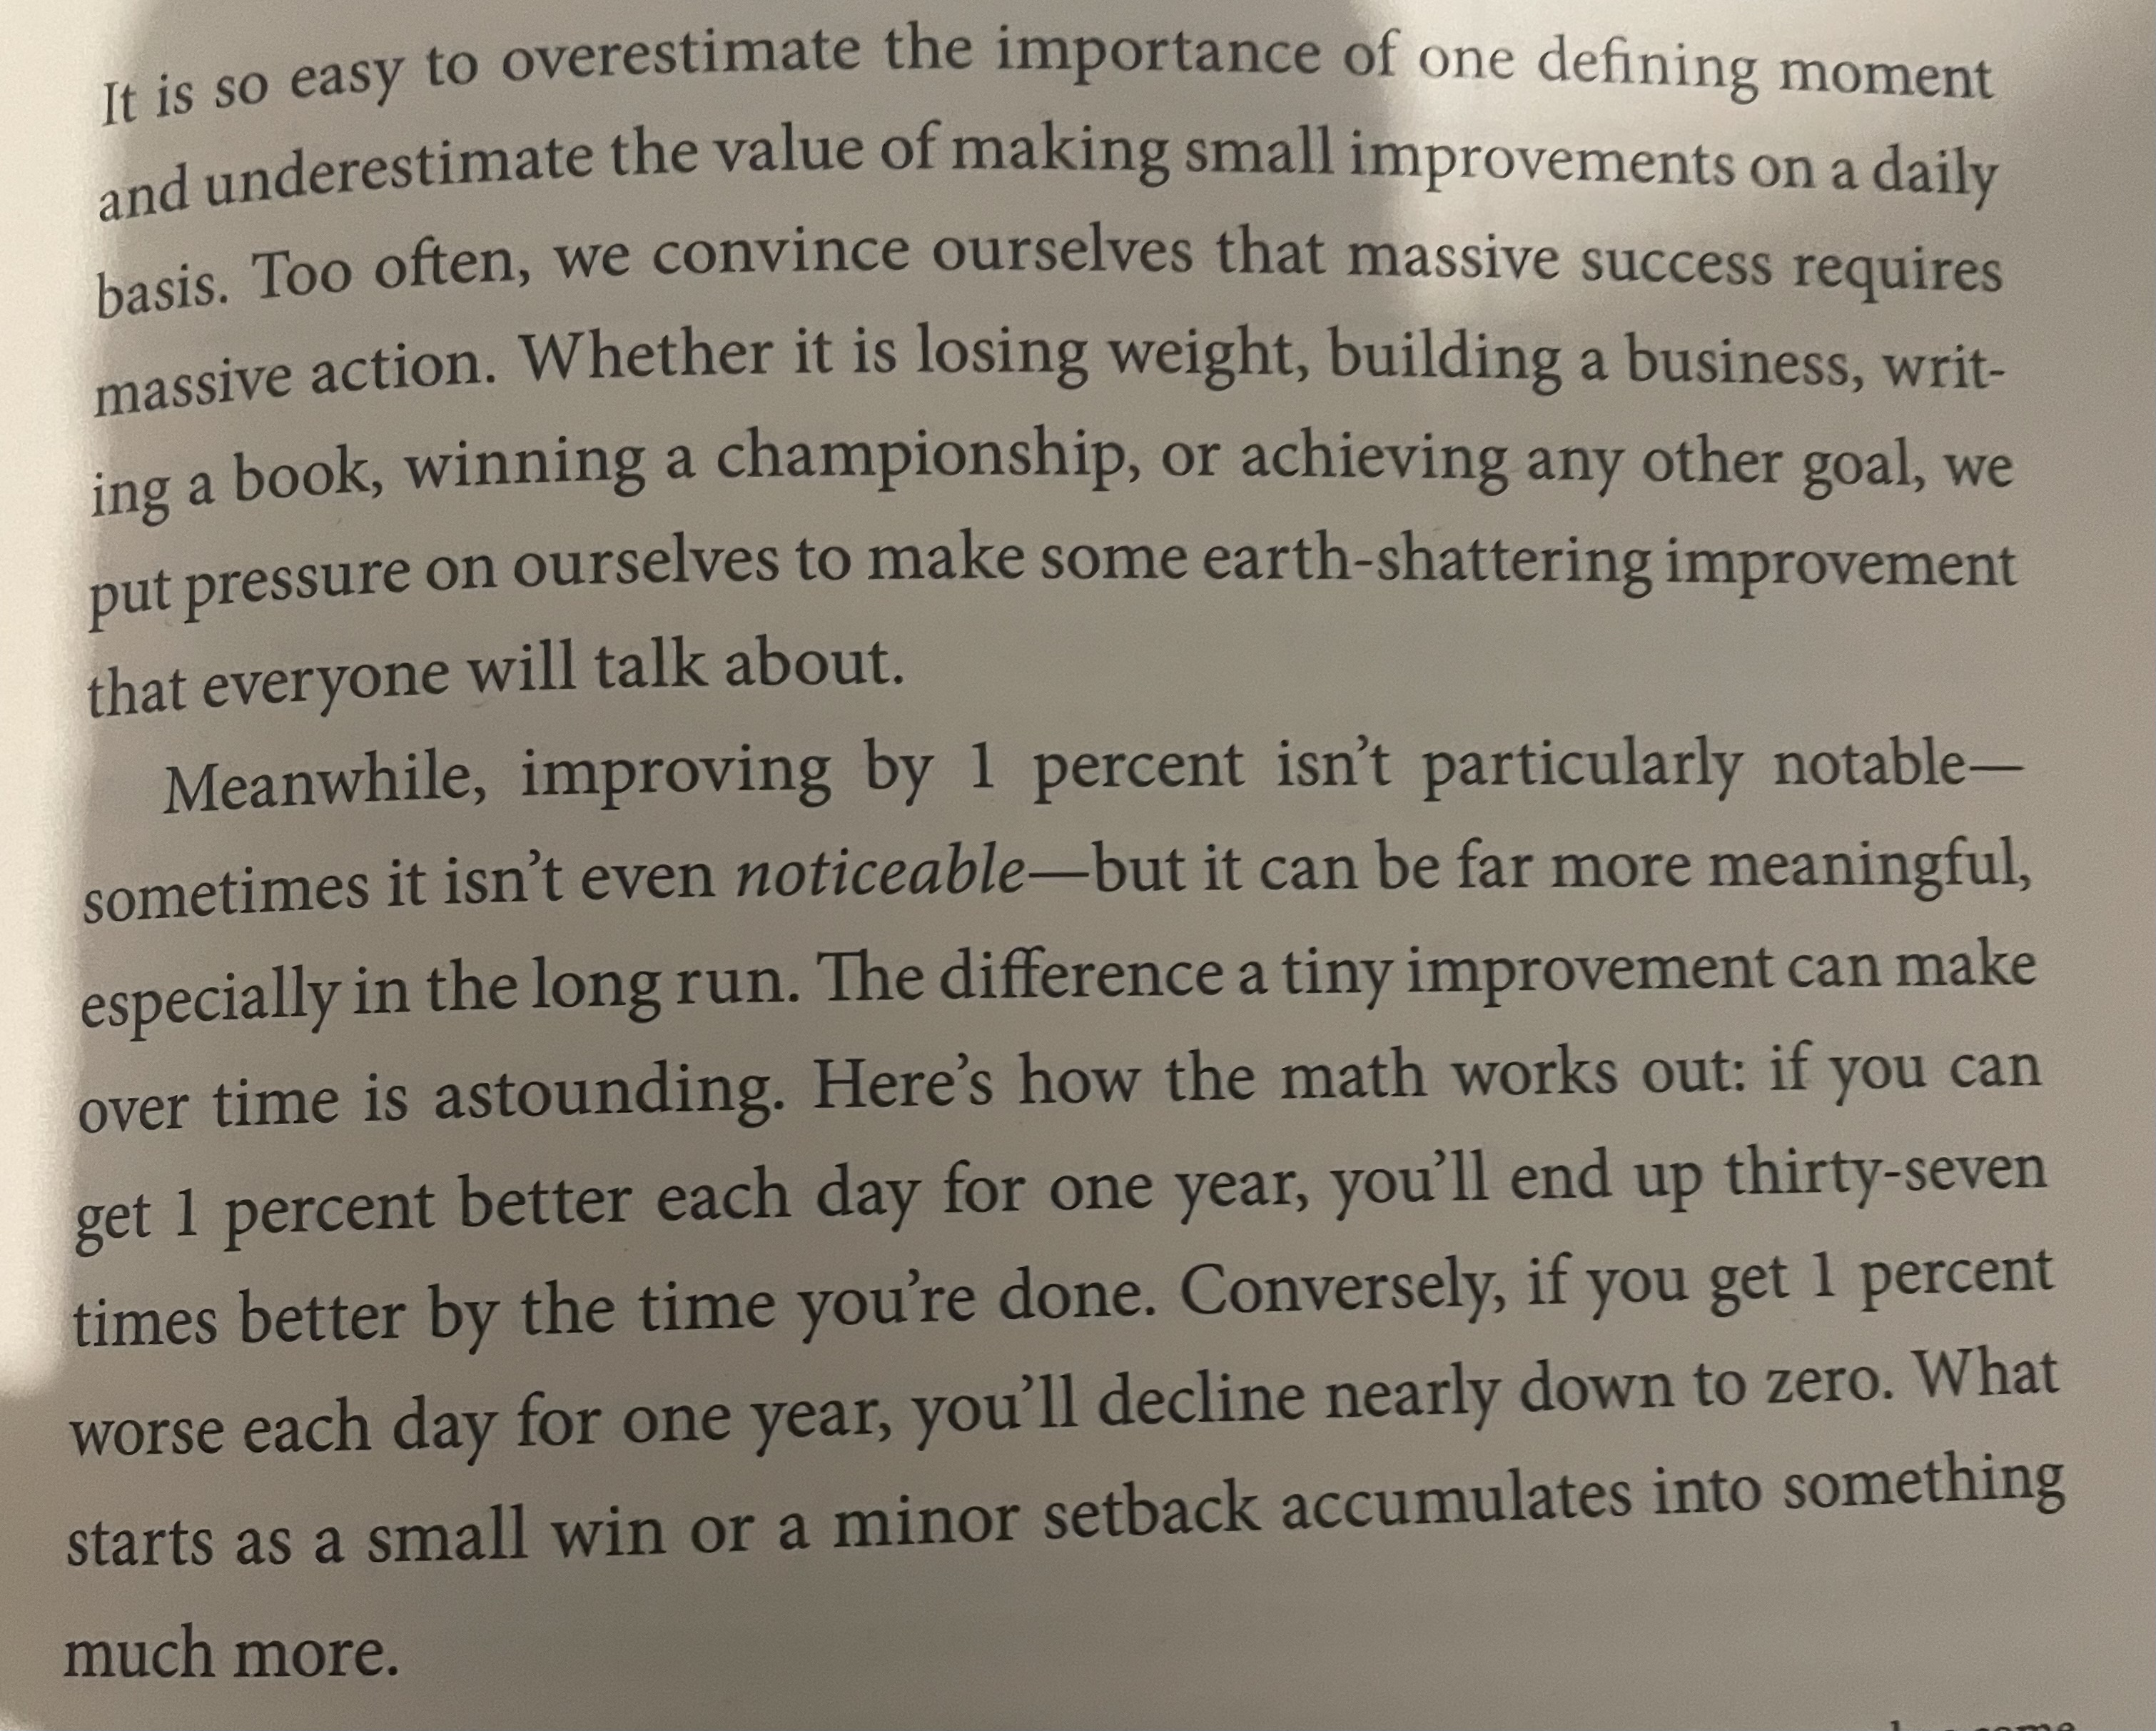 It is so easy to overestimate the importance of one defining moment
and underestimate the value of making small improvements on a daily
basis. Too often, we convince ourselves that massive success requires
massive action. Whether it is losing weight, building a business, writ-
ing a book, winning a championship, or achieving any other goal, we
put pressure on ourselves to make some earth-shattering improvement
that everyone will talk about.
Meanwhile, improving by 1 percent isn’t particularly notable—
sometimes it isn’t even noticeable—but it can be far more meaningful,
especially in the long run. The difference a tiny improvement can make
over time is astounding. Here’s how the math works out: if you can
get 1 percent better each day for one year, you’ll end up thirty-seven
times better by the time you’re done. Conversely, if you get 1 percent
worse each day for one year, you’ll decline nearly down to zero. What
starts as a small win or a minor setback accumulates into something
much more.